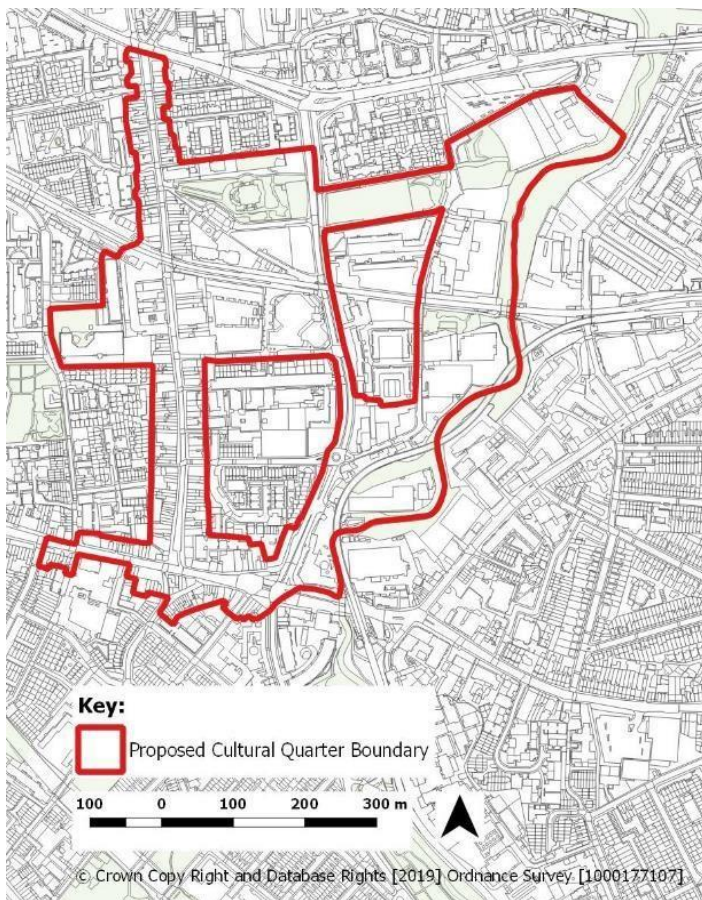 Key:
Proposed Cultural Quarter Boundary
100 0 100 200 300 m
© Crown Copy Right and Database Rights [2019] Ordnance Survey [1000177107]